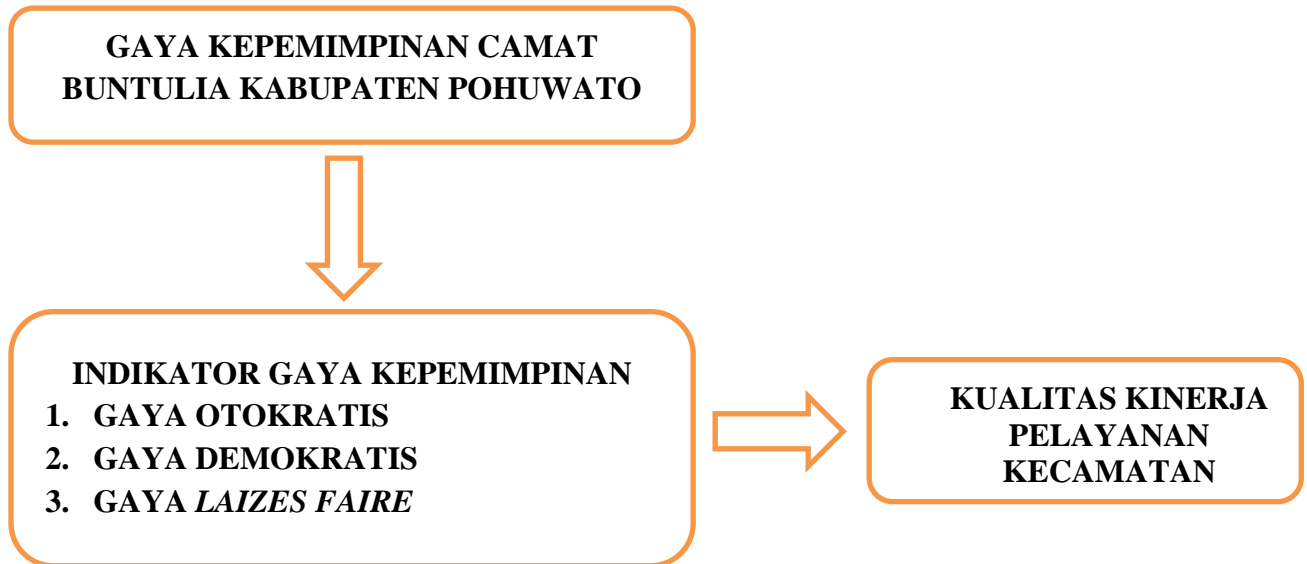 GAYA KEPEMIMPINAN CAMAT
BUNTULIA KABUPATEN POHUWATO
INDIKATOR GAYA KEPEMIMPINAN
1. GAYA OTOKRATIS
2. GAYA DEMOKRATIS
3. GAYA LAIZES FAIRE
KUALITAS KINERJA
PELAYANAN
KECAMATAN